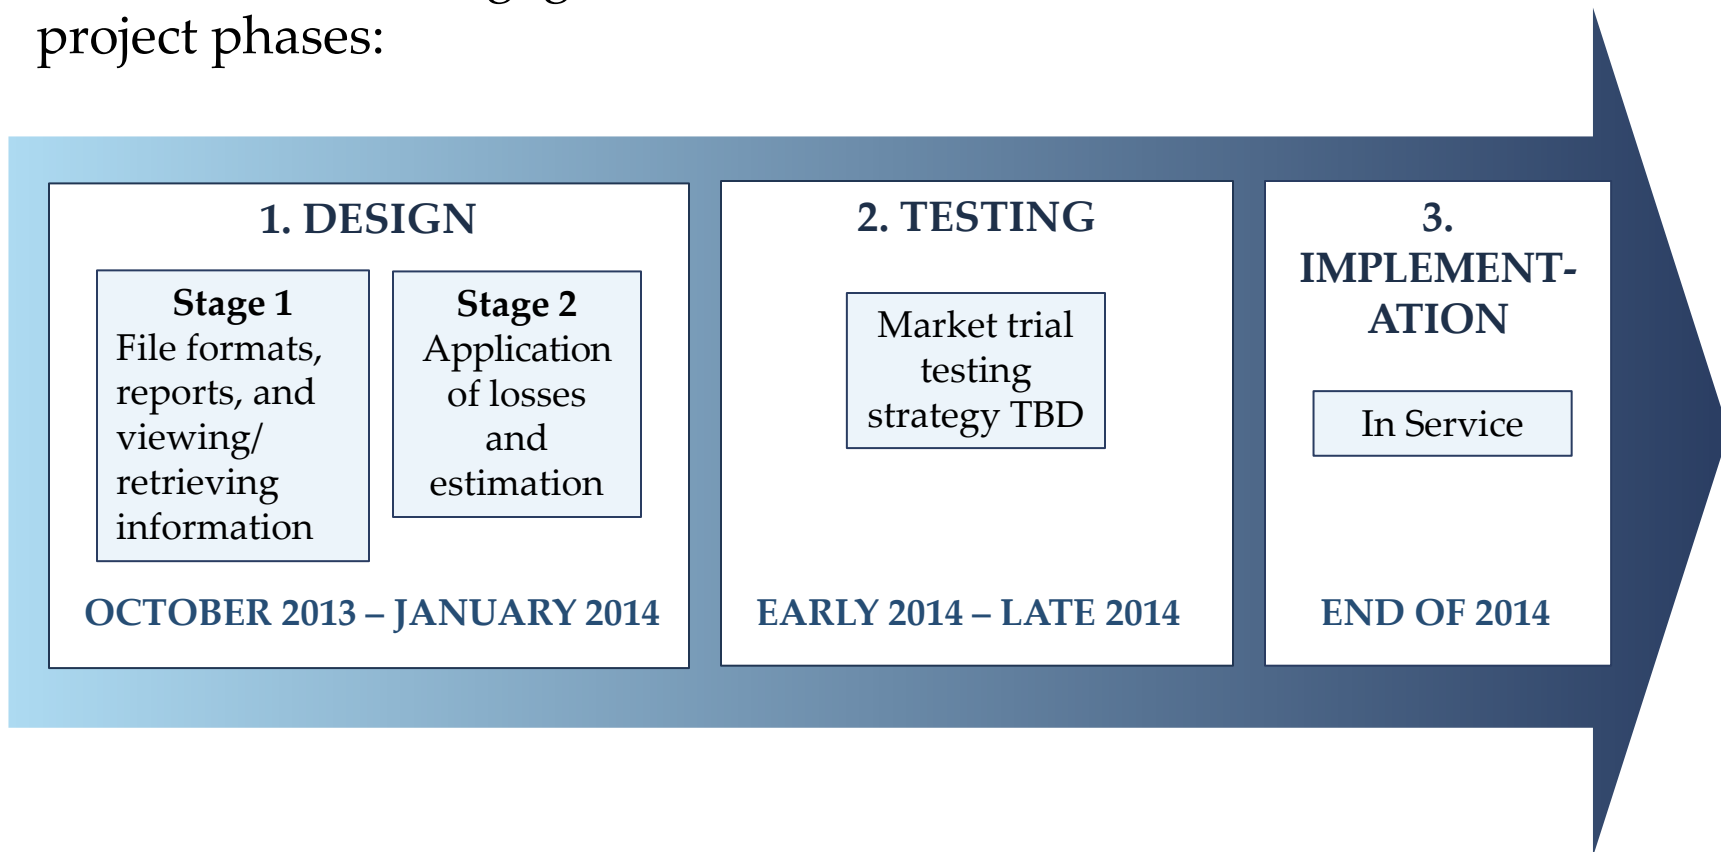 project phases:
1. DESIGN
Stage 1
File formats,
reports, and
viewing/
retrieving
information
Stage 2
Application
of losses
and
estimation
OCTOBER 2013 – JANUARY 2014
2. TESTING
Market trial
testing
strategy TBD
EARLY 2014 – LATE 2014
3.
IMPLEMENT-
ATION
In Service
END OF 2014